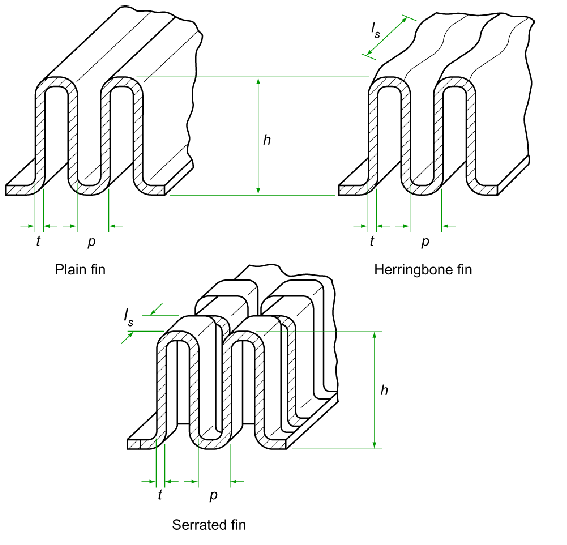 l_s
h
t
p
t
p
Plain fin
Herringbone fin
l_s
h
t
p
Serrated fin